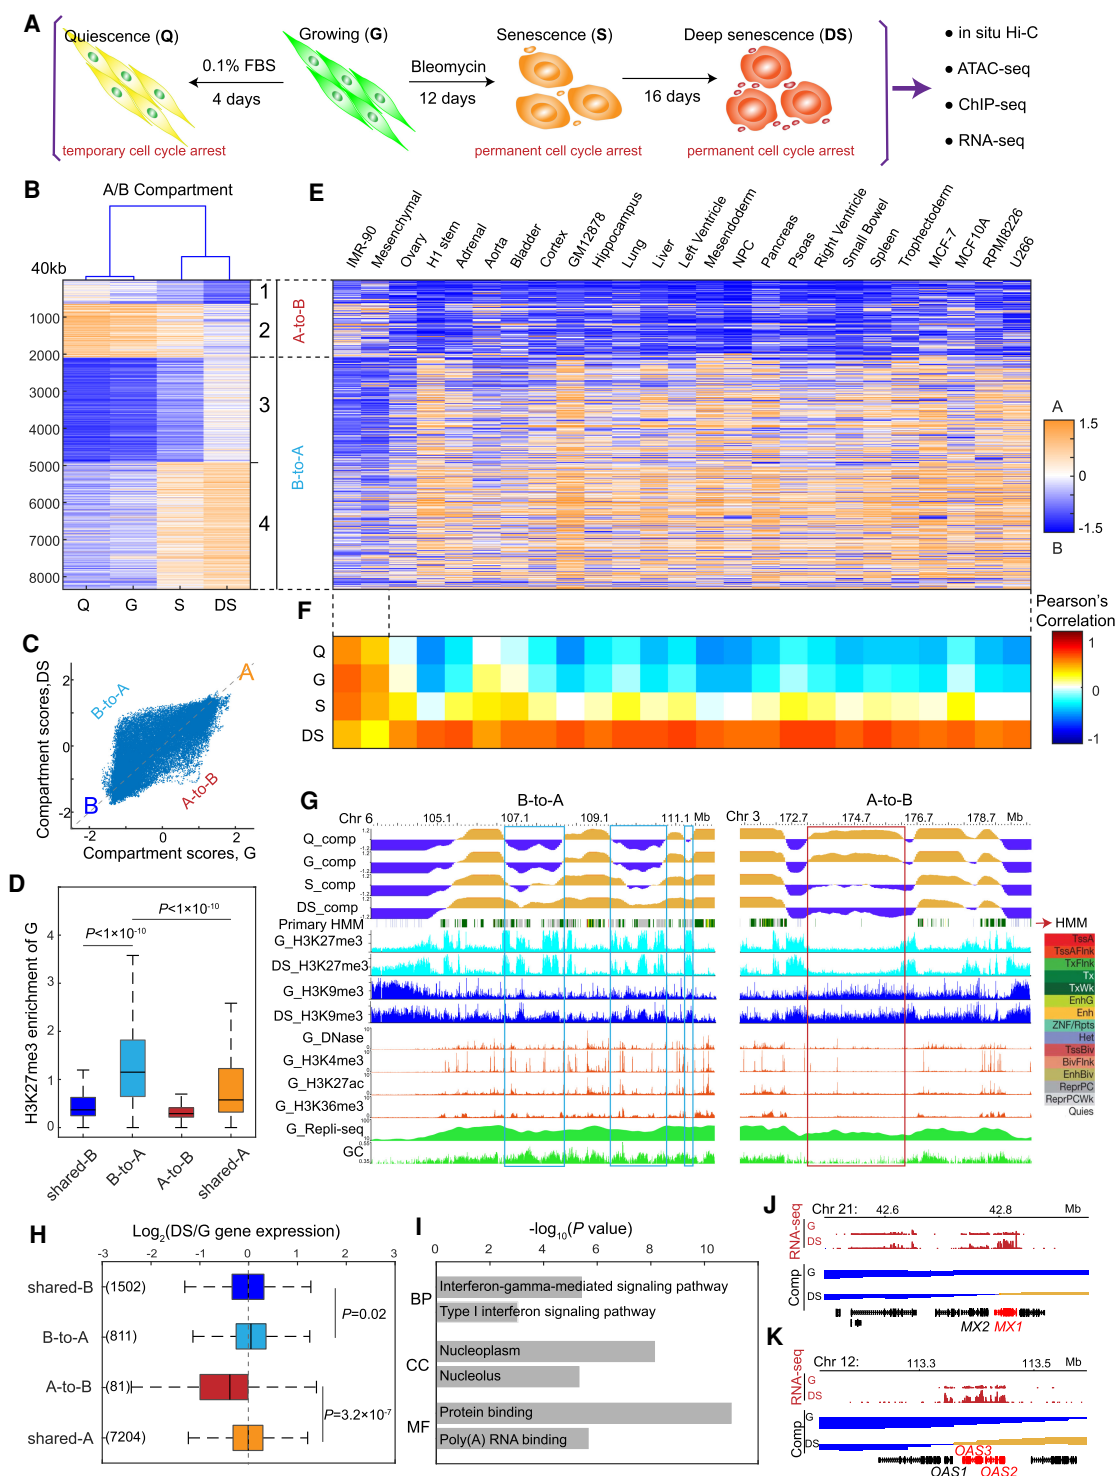 A
Quiescence (Q)
Growing (G)
Senescence (S)
Deep senescence (DS)
0.1% FBS
4 days
Bleomycin
12 days
16 days
temporary cell cycle arrest
permanent cell cycle arrest
permanent cell cycle arrest
● in situ Hi-C
● ATAC-seq
● ChIP-seq
● RNA-seq
B
A/B Compartment
40kb
1000
2000
3000
4000
5000
6000
7000
8000
Q G S DS
1
2
3
4
A-to-B
B-to-A
E
IMR-90
Mesenchymal
Ovary
H1 stem
Adrenal
Aorta
Bladder
Cortex
GM12878
Hippocampus
Lung
Liver
Left Ventricle
Mesendoderm
NPC
Pancreas
Psoas
Right Ventricle
Small Bowel
Spleen
Trophectoderm
MCF-7
MCF10A
RPMI8226
U266
A
1.5
0
-1.5
B
F
Q
G
S
DS
Pearson's
Correlation
1
0
-1
C
Compartment scores,DS
2
0
-2
B-to-A
A
B
A-to-B
-2 0 2
Compartment scores, G
D
H3K27me3 enrichment of G
4
3
2
1
0
P<1×10-10
P<1×10-10
shared-B
B-to-A
A-to-B
shared-A
G
B-to-A
A-to-B
Chr 6 105.1 107.1 109.1 111.1 Mb
Chr 3 172.7 174.7 176.7 178.7 Mb
Q_comp
G_comp
S_comp
DS_comp
Primary HMM
G_H3K27me3
DS_H3K27me3
G_H3K9me3
DS_H3K9me3
G_DNase
G_H3K4me3
G_H3K27ac
G_H3K36me3
G_Repli-seq
GC
HMM
TssA
TssAFlnk
TxFlnk
Tx
TxWk
EnhG
Enh
ZNF/Rpts
Het
TssBiv
BivFlnk
EnhBiv
ReprPC
ReprPCWk
Quies
H
Log2(DS/G gene expression)
-3 -2 -1 0 1 2 3
shared-B (1502)
B-to-A (811)
A-to-B (81)
shared-A (7204)
P=0.02
P=3.2×10-7
I
-log10(P value)
0 2 4 6 8 10
BP
Interferon-gamma-mediated signaling pathway
Type I interferon signaling pathway
CC
Nucleoplasm
Nucleolus
MF
Protein binding
Poly(A) RNA binding
J
Chr 21: 42.6 42.8 Mb
RNA-seq
G
DS
Comp
G
DS
MX2 MX1
K
Chr 12: 113.3 113.5 Mb
RNA-seq
G
DS
Comp
G
DS
OAS3
OAS1 OAS2